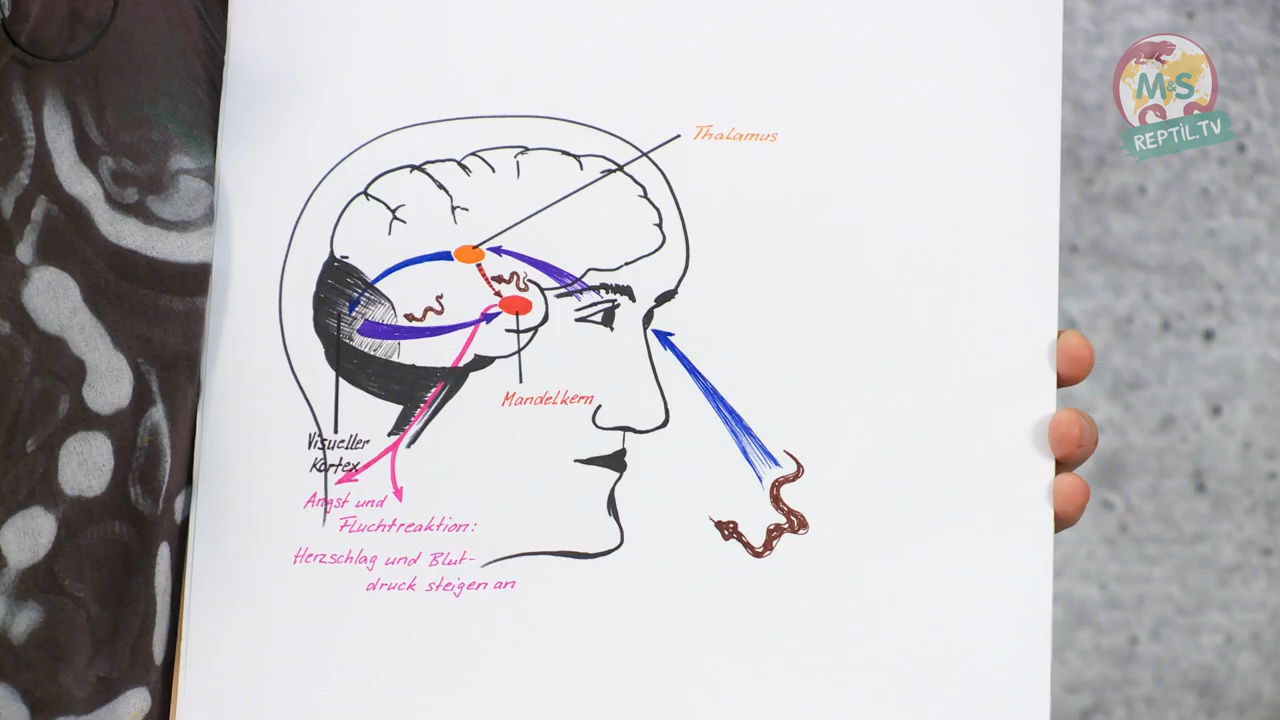 M&S
REPTIL.TV
Thalamus
Mandelkern
Visueller
Kortex
Angst und
Fluchtreaktion:
Herzschlag und Blut-
druck steigen an